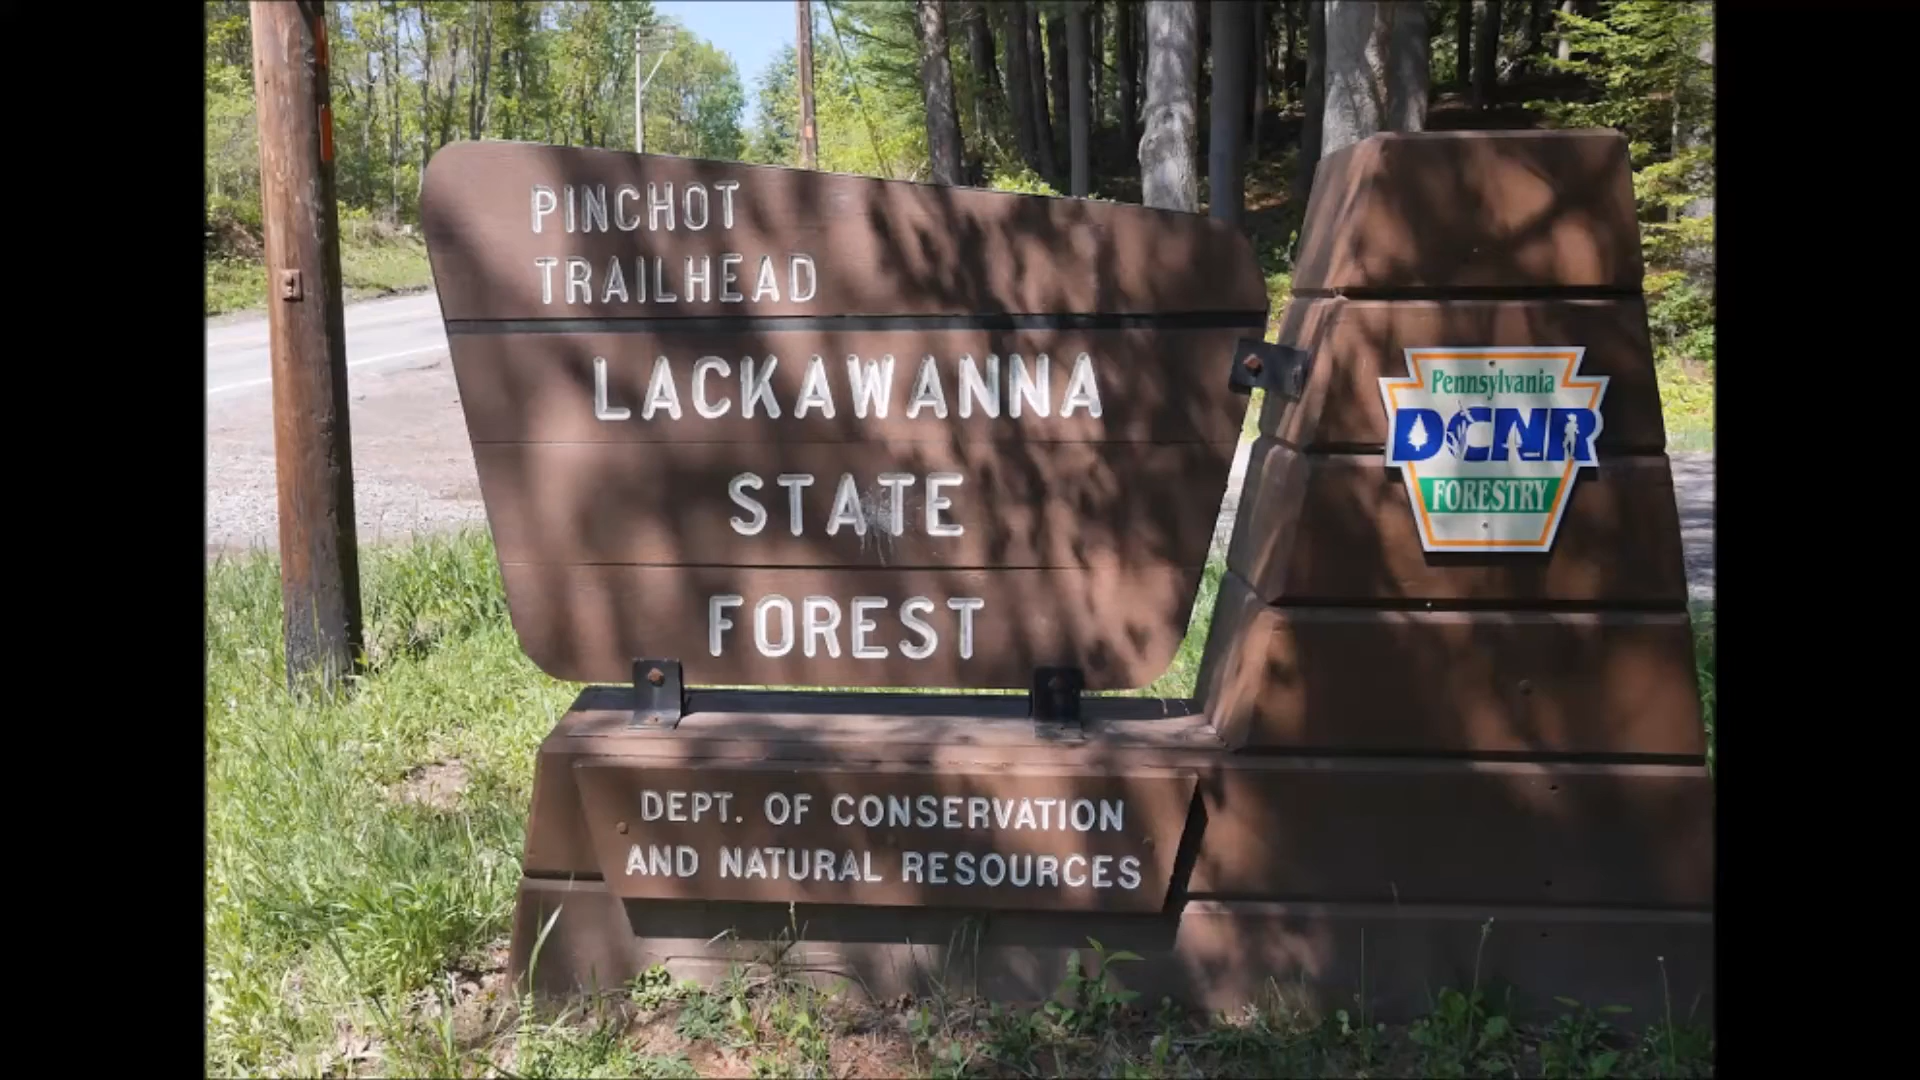 PINCHOT
TRAILHEAD
LACKAWANNA
STATE
FOREST
DEPT. OF CONSERVATION
AND NATURAL RESOURCES
Pennsylvania
DCNR
FORESTRY